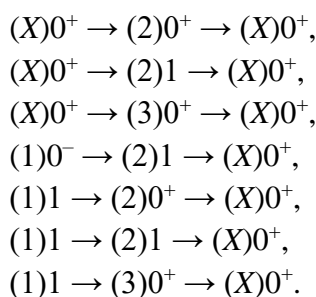 (X)0⁺ → (2)0⁺ → (X)0⁺,
(X)0⁺ → (2)1 → (X)0⁺,
(X)0⁺ → (3)0⁺ → (X)0⁺,
(1)0⁻ → (2)1 → (X)0⁺,
(1)1 → (2)0⁺ → (X)0⁺,
(1)1 → (2)1 → (X)0⁺,
(1)1 → (3)0⁺ → (X)0⁺.